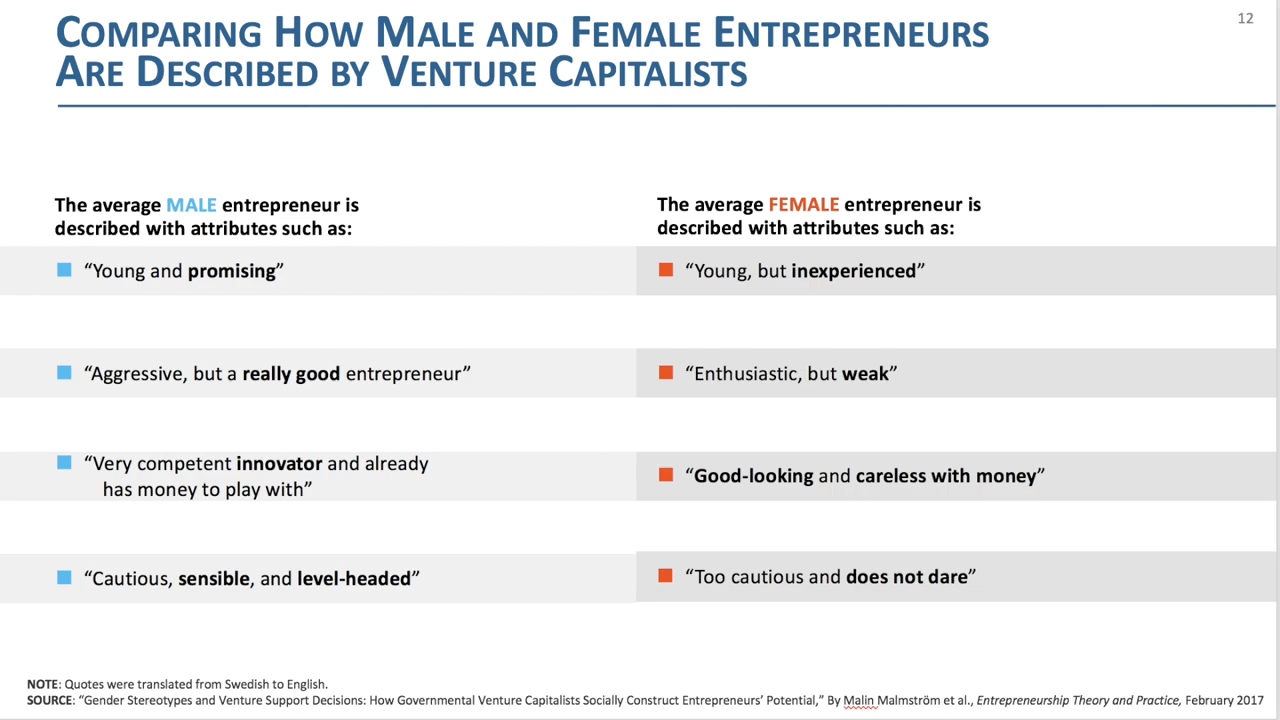 12
COMPARING HOW MALE AND FEMALE ENTREPRENEURS
ARE DESCRIBED BY VENTURE CAPITALISTS
The average MALE entrepreneur is
described with attributes such as:
“Young and promising”
“Aggressive, but a really good entrepreneur”
“Very competent innovator and already
has money to play with”
“Cautious, sensible, and level-headed”
The average FEMALE entrepreneur is
described with attributes such as:
“Young, but inexperienced”
“Enthusiastic, but weak”
“Good-looking and careless with money”
“Too cautious and does not dare”
NOTE: Quotes were translated from Swedish to English.
SOURCE: “Gender Stereotypes and Venture Support Decisions: How Governmental Venture Capitalists Socially Construct Entrepreneurs’ Potential,” By Malin Malmström et al., Entrepreneurship Theory and Practice, February 2017